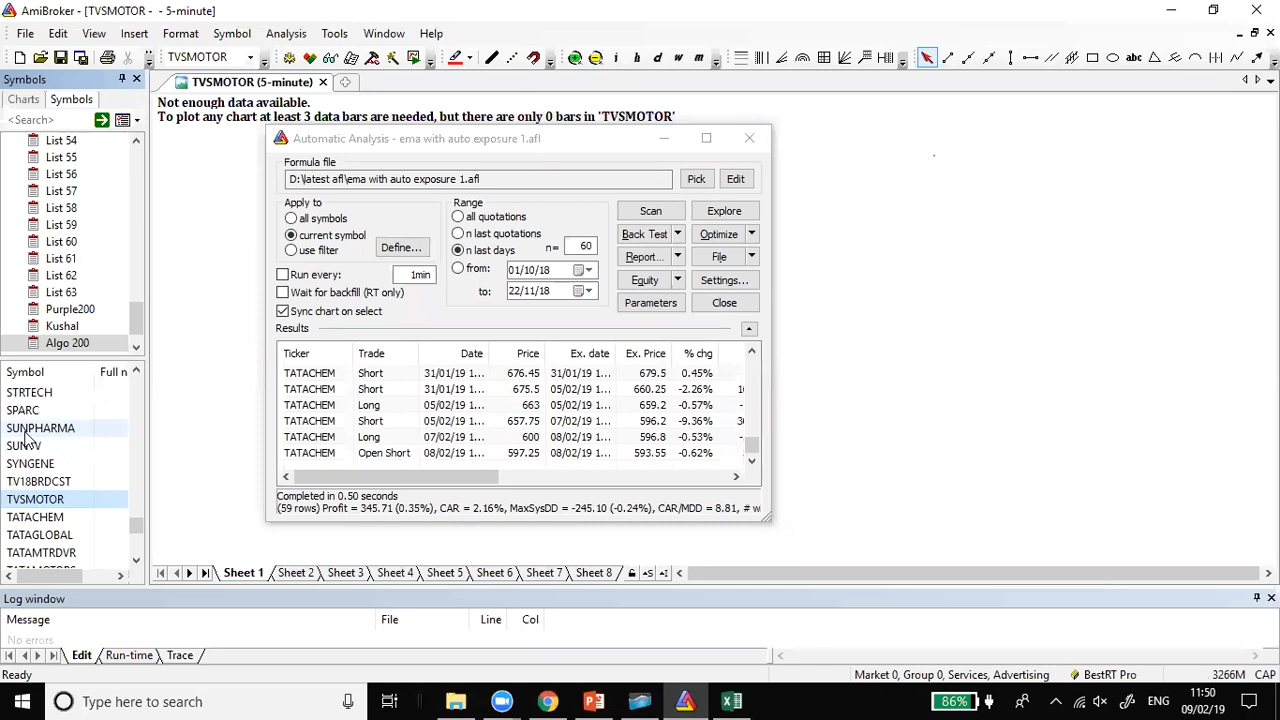 AmiBroker - [TVSMOTOR - - 5-minute]
File Edit View Insert Format Symbol Analysis Tools Window Help
TVSMOTOR i h d w m abc
Symbols
TVSMOTOR (5-minute)
Charts Symbols
<Search>
Not enough data available.
To plot any chart at least 3 data bars are needed, but there are only 0 bars in 'TVSMOTOR'
List 54
List 55
List 56
List 57
List 58
List 59
List 60
List 61
List 62
List 63
Purple200
Kushal
Algo 200
Symbol Full n
STRTECH
SPARC
SUNPHARMA
SYNGENE
TV18BRDCST
TVSMOTOR
TATACHEM
TATAGLOBAL
TATAMTRDVR
TATAMOTORS
Automatic Analysis - ema with auto exposure 1.afl
Formula file
D:\latest afl\ema with auto exposure 1.afl Pick Edit
Apply to
all symbols
current symbol
use filter Define...
Range
all quotations
n last quotations
n last days n= 60
from: 01/10/18
to: 22/11/18
Scan Explore
Back Test Optimize
Report... File
Equity Settings...
Parameters Close
Run every: 1min
Wait for backfill (RT only)
Sync chart on select
Results
Ticker Trade Date Price Ex. date Ex. Price % chg
TATACHEM Short 31/01/19 1... 676.45 31/01/19 1... 679.5 0.45%
TATACHEM Short 31/01/19 1... 675.5 05/02/19 1... 660.25 -2.26%
TATACHEM Long 05/02/19 1... 663 05/02/19 1... 659.2 -0.57%
TATACHEM Short 05/02/19 1... 657.75 07/02/19 1... 596.2 -9.36%
TATACHEM Long 07/02/19 1... 600 08/02/19 1... 596.8 -0.53%
TATACHEM Open Short 08/02/19 1... 597.25 08/02/19 1... 593.55 -0.62%
Completed in 0.50 seconds
(59 rows) Profit = 345.71 (0.35%), CAR = 2.16%, MaxSysDD = -245.10 (-0.24%), CAR/MDD = 8.81, # w
Sheet 1 Sheet 2 Sheet 3 Sheet 4 Sheet 5 Sheet 6 Sheet 7 Sheet 8
Log window
Message File Line Col
No errors
Edit Run-time Trace
Ready Market 0, Group 0, Services, Advertising BestRT Pro 3266M CAP
Type here to search
86% ENG 11:50
09/02/19